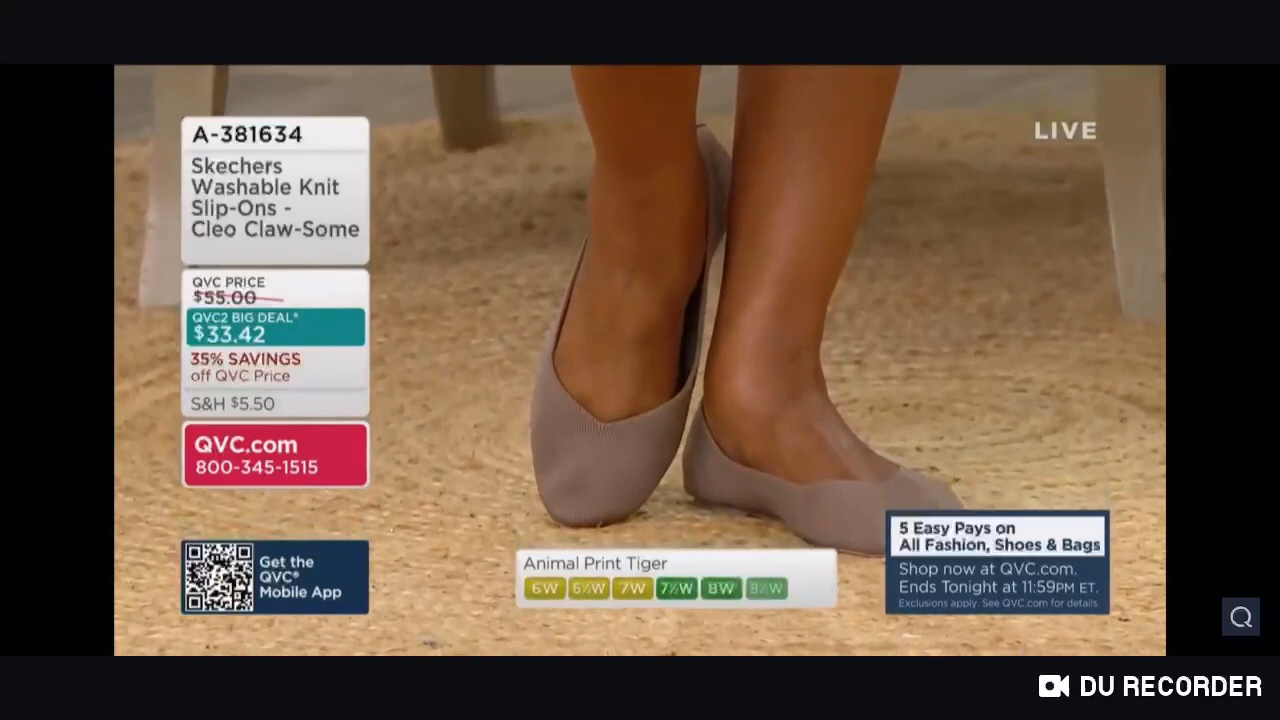 A-381634
Skechers
Washable Knit
Slip-Ons -
Cleo Claw-Some
QVC PRICE
$55.00
QVC2 BIG DEAL*
$33.42
35% SAVINGS
off QVC Price
S&H $5.50
QVC.com
800-345-1515
Get the
QVC®
Mobile App
LIVE
Animal Print Tiger
6W 6½W 7W 7½W 8W 8½W
5 Easy Pays on
All Fashion, Shoes & Bags
Shop now at QVC.com.
Ends Tonight at 11:59PM ET.
Exclusions apply. See QVC.com for details.
Q
DU RECORDER